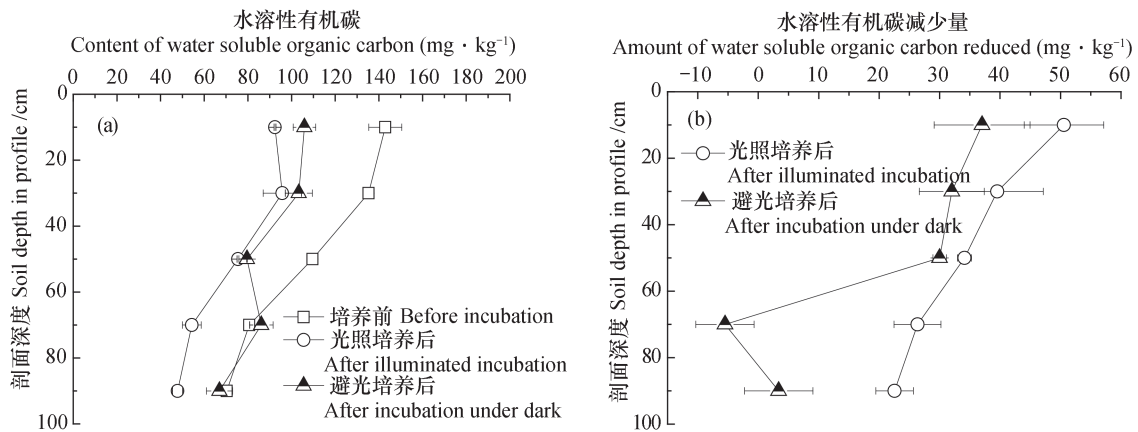 水溶性有机碳
Content of water soluble organic carbon (mg · kg⁻¹)
0 20 40 60 80 100 120 140 160 180 200
0
20
40
60
80
100
剖面深度 Soil depth in profile /cm
(a)
培养前 Before incubation
光照培养后
After illuminated incubation
避光培养后
After incubation under dark
水溶性有机碳减少量
Amount of water soluble organic carbon reduced (mg · kg⁻¹)
−10 0 10 20 30 40 50 60
0
20
40
60
80
100
剖面深度 Soil depth in profile /cm
(b)
光照培养后
After illuminated incubation
避光培养后
After incubation under dark